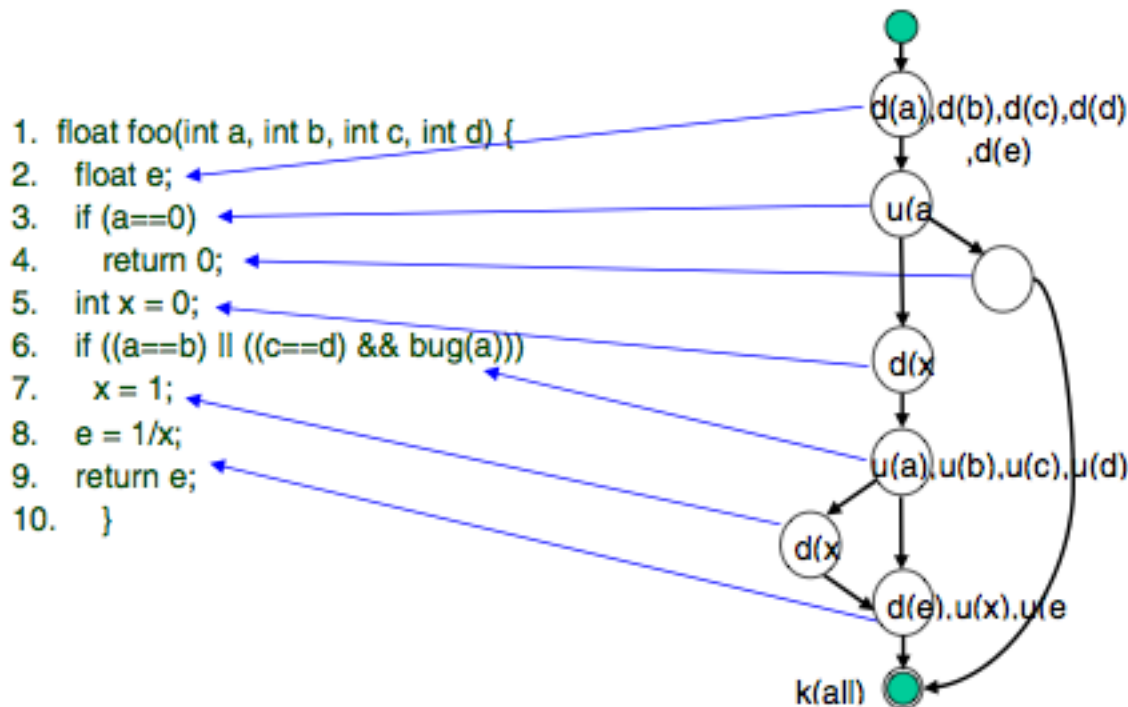 1. float foo(int a, int b, int c, int d) {
2. float e;
3. if (a==0)
4. return 0;
5. int x = 0;
6. if ((a==b) || ((c==d) && bug(a)))
7. x = 1;
8. e = 1/x;
9. return e;
10. }
d(a),d(b),d(c),d(d)
,d(e)
u(a
d(x
u(a),u(b),u(c),u(d)
d(x
d(e),u(x),u(e
k(all)